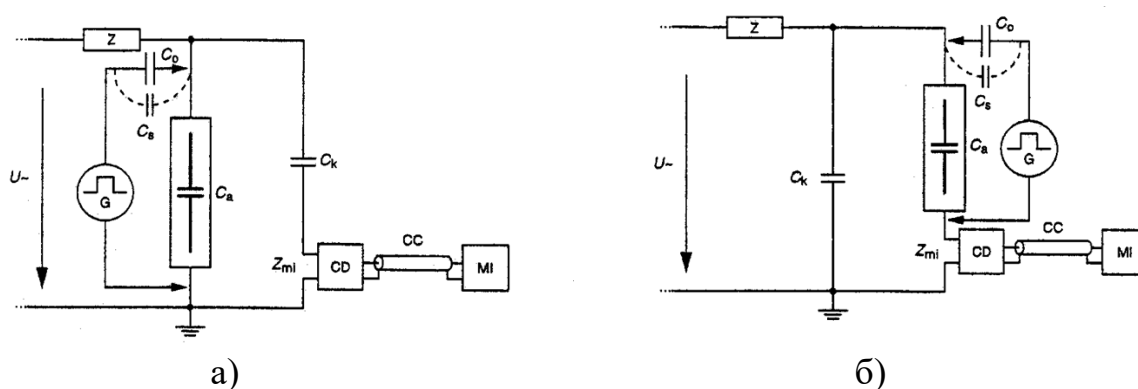 Z
C₀
Cₛ
U~
G
Cₐ
Cₖ
Zₘᵢ
CD
CC
MI
а)
Z
C₀
Cₛ
U~
Cₖ
Cₐ
G
Zₘᵢ
CD
CC
MI
б)